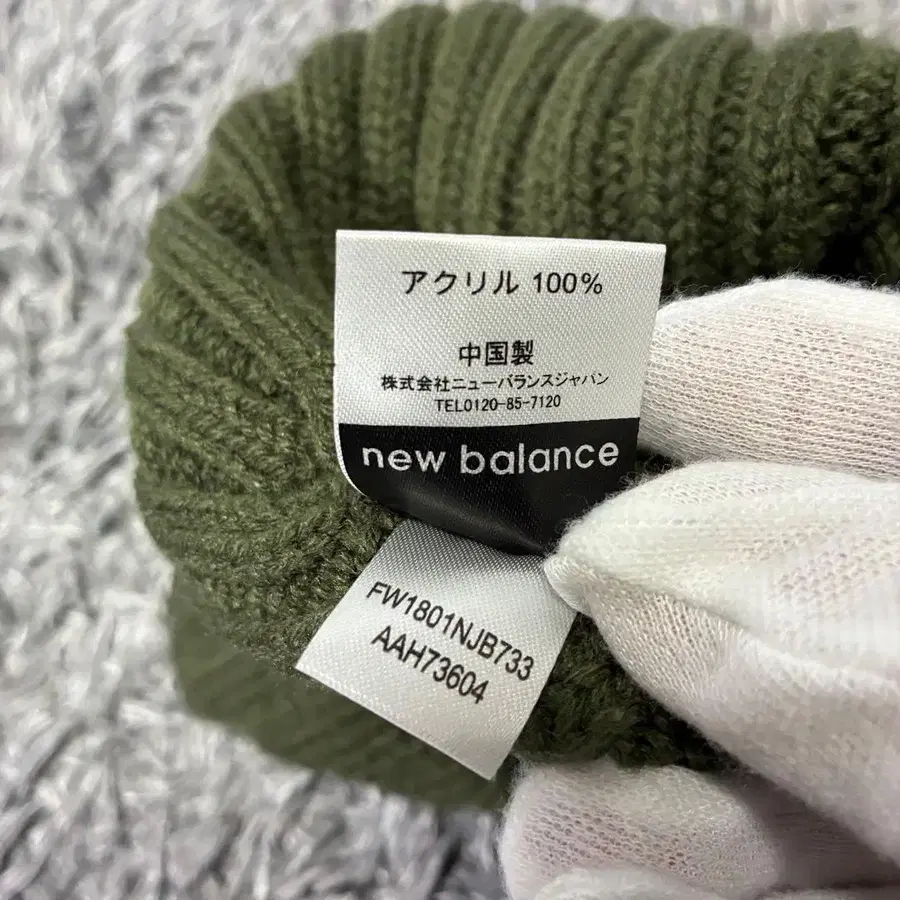 アクリル 100%
中国製
株式会社ニューバランスジャパン
TEL0120-85-7120
new balance
FW1801NJB733
AAH73604